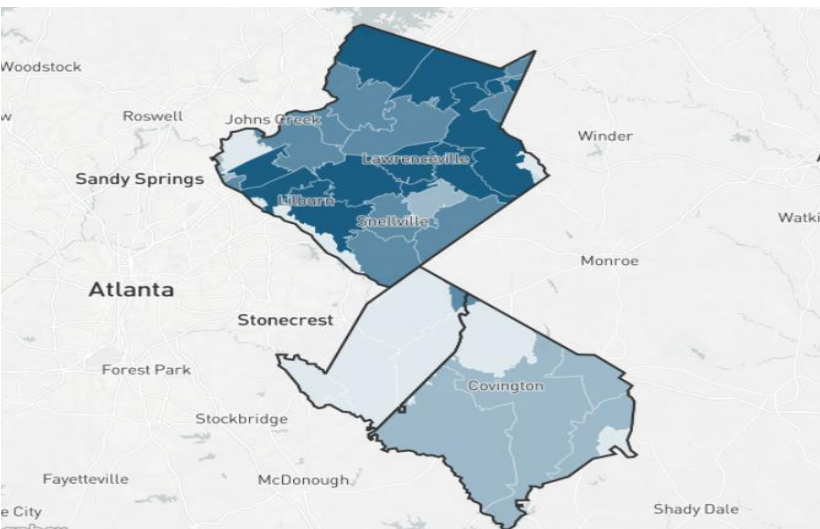 Woodstock
Roswell
Johns Creek
Winder
Lawrenceville
Sandy Springs
Lilburn
Snellville
Watki
Monroe
Atlanta
Stonecrest
Forest Park
Covington
Stockbridge
Fayetteville
McDonough
e City
Shady Dale